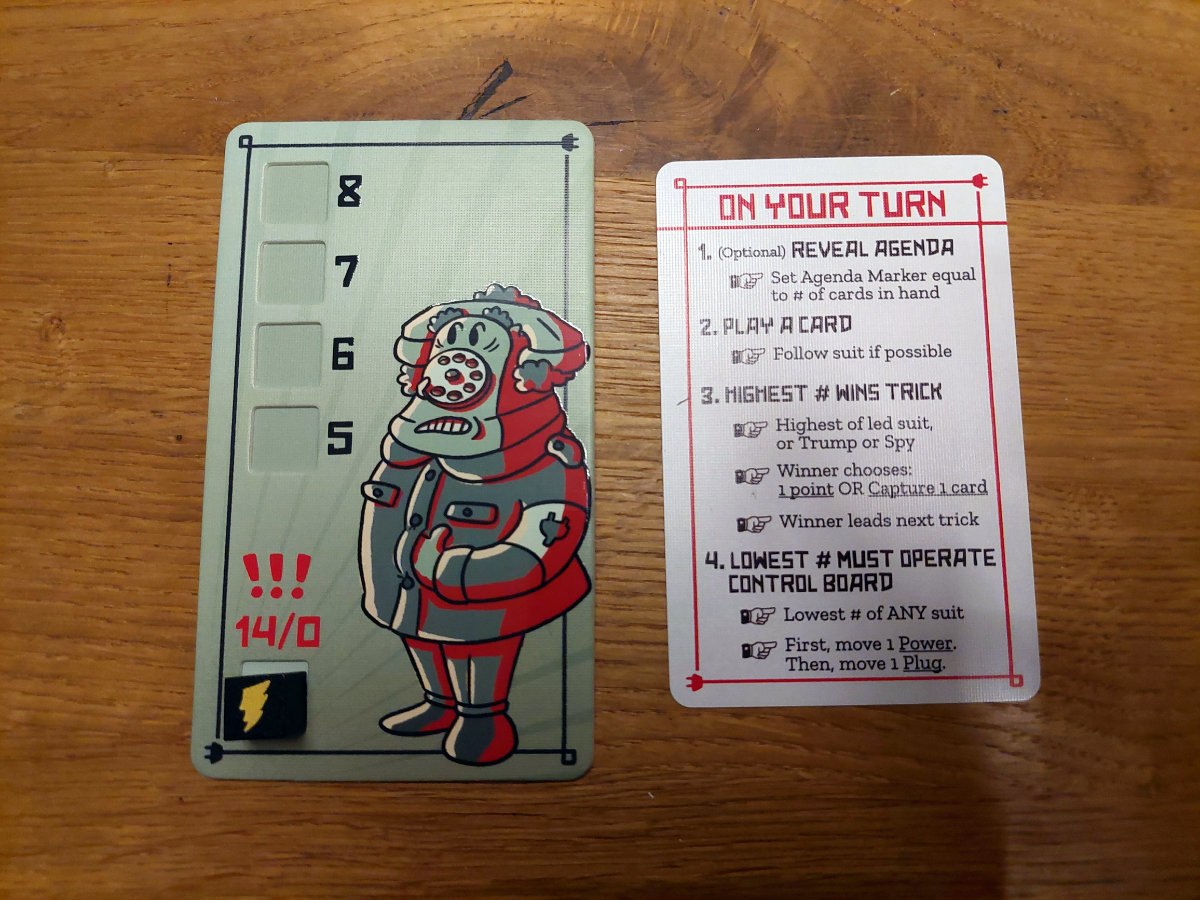 8
7
6
5
!!!
14/0
ON YOUR TURN
1. (Optional) REVEAL AGENDA
Set Agenda Marker equal
to # of cards in hand
2. PLAY A CARD
Follow suit if possible
3. HIGHEST # WINS TRICK
Highest of led suit,
or Trump or Spy
Winner chooses:
1 point OR Capture 1 card
Winner leads next trick
4. LOWEST # MUST OPERATE
CONTROL BOARD
Lowest # of ANY suit
First, move 1 Power.
Then, move 1 Plug.